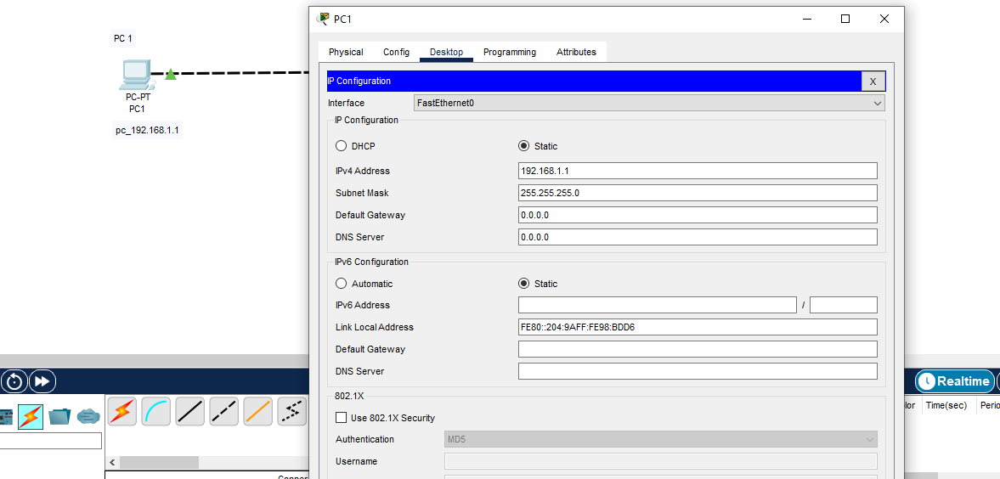 PC1
PC 1
Physical Config Desktop Programming Attributes
PC-PT
PC1
pc_192.168.1.1
IP Configuration X
Interface FastEthernet0
IP Configuration
DHCP Static
IPv4 Address 192.168.1.1
Subnet Mask 255.255.255.0
Default Gateway 0.0.0.0
DNS Server 0.0.0.0
IPv6 Configuration
Automatic Static
IPv6 Address /
Link Local Address FE80::204:9AFF:FE98:BDD6
Default Gateway
DNS Server
802.1X
Use 802.1X Security
Authentication MD5
Username
Realtime
Time(sec)